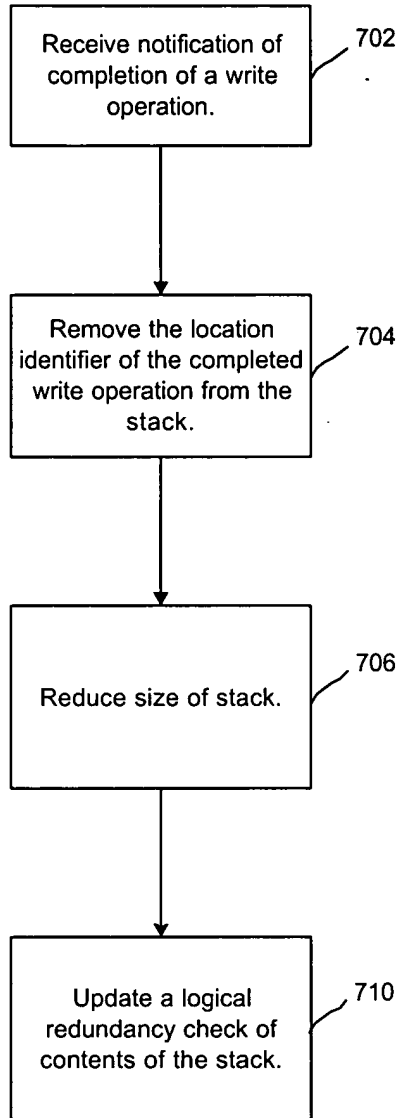 Receive notification of
completion of a write
operation.
702
Remove the location
identifier of the completed
write operation from the
stack.
704
Reduce size of stack.
706
Update a logical
redundancy check of
contents of the stack.
710